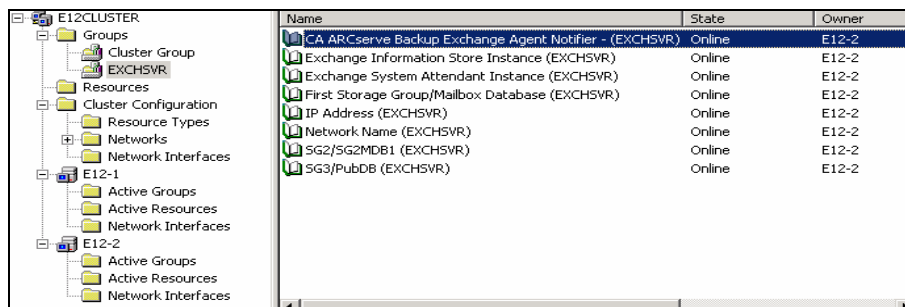 E12CLUSTER
Groups
Cluster Group
EXCHSVR
Resources
Cluster Configuration
Resource Types
Networks
Network Interfaces
E12-1
Active Groups
Active Resources
Network Interfaces
E12-2
Active Groups
Active Resources
Network Interfaces
Name State Owner
CA ARCserve Backup Exchange Agent Notifier - (EXCHSVR) Online E12-2
Exchange Information Store Instance (EXCHSVR) Online E12-2
Exchange System Attendant Instance (EXCHSVR) Online E12-2
First Storage Group/Mailbox Database (EXCHSVR) Online E12-2
IP Address (EXCHSVR) Online E12-2
Network Name (EXCHSVR) Online E12-2
SG2/SG2MDB1 (EXCHSVR) Online E12-2
SG3/PubDB (EXCHSVR) Online E12-2